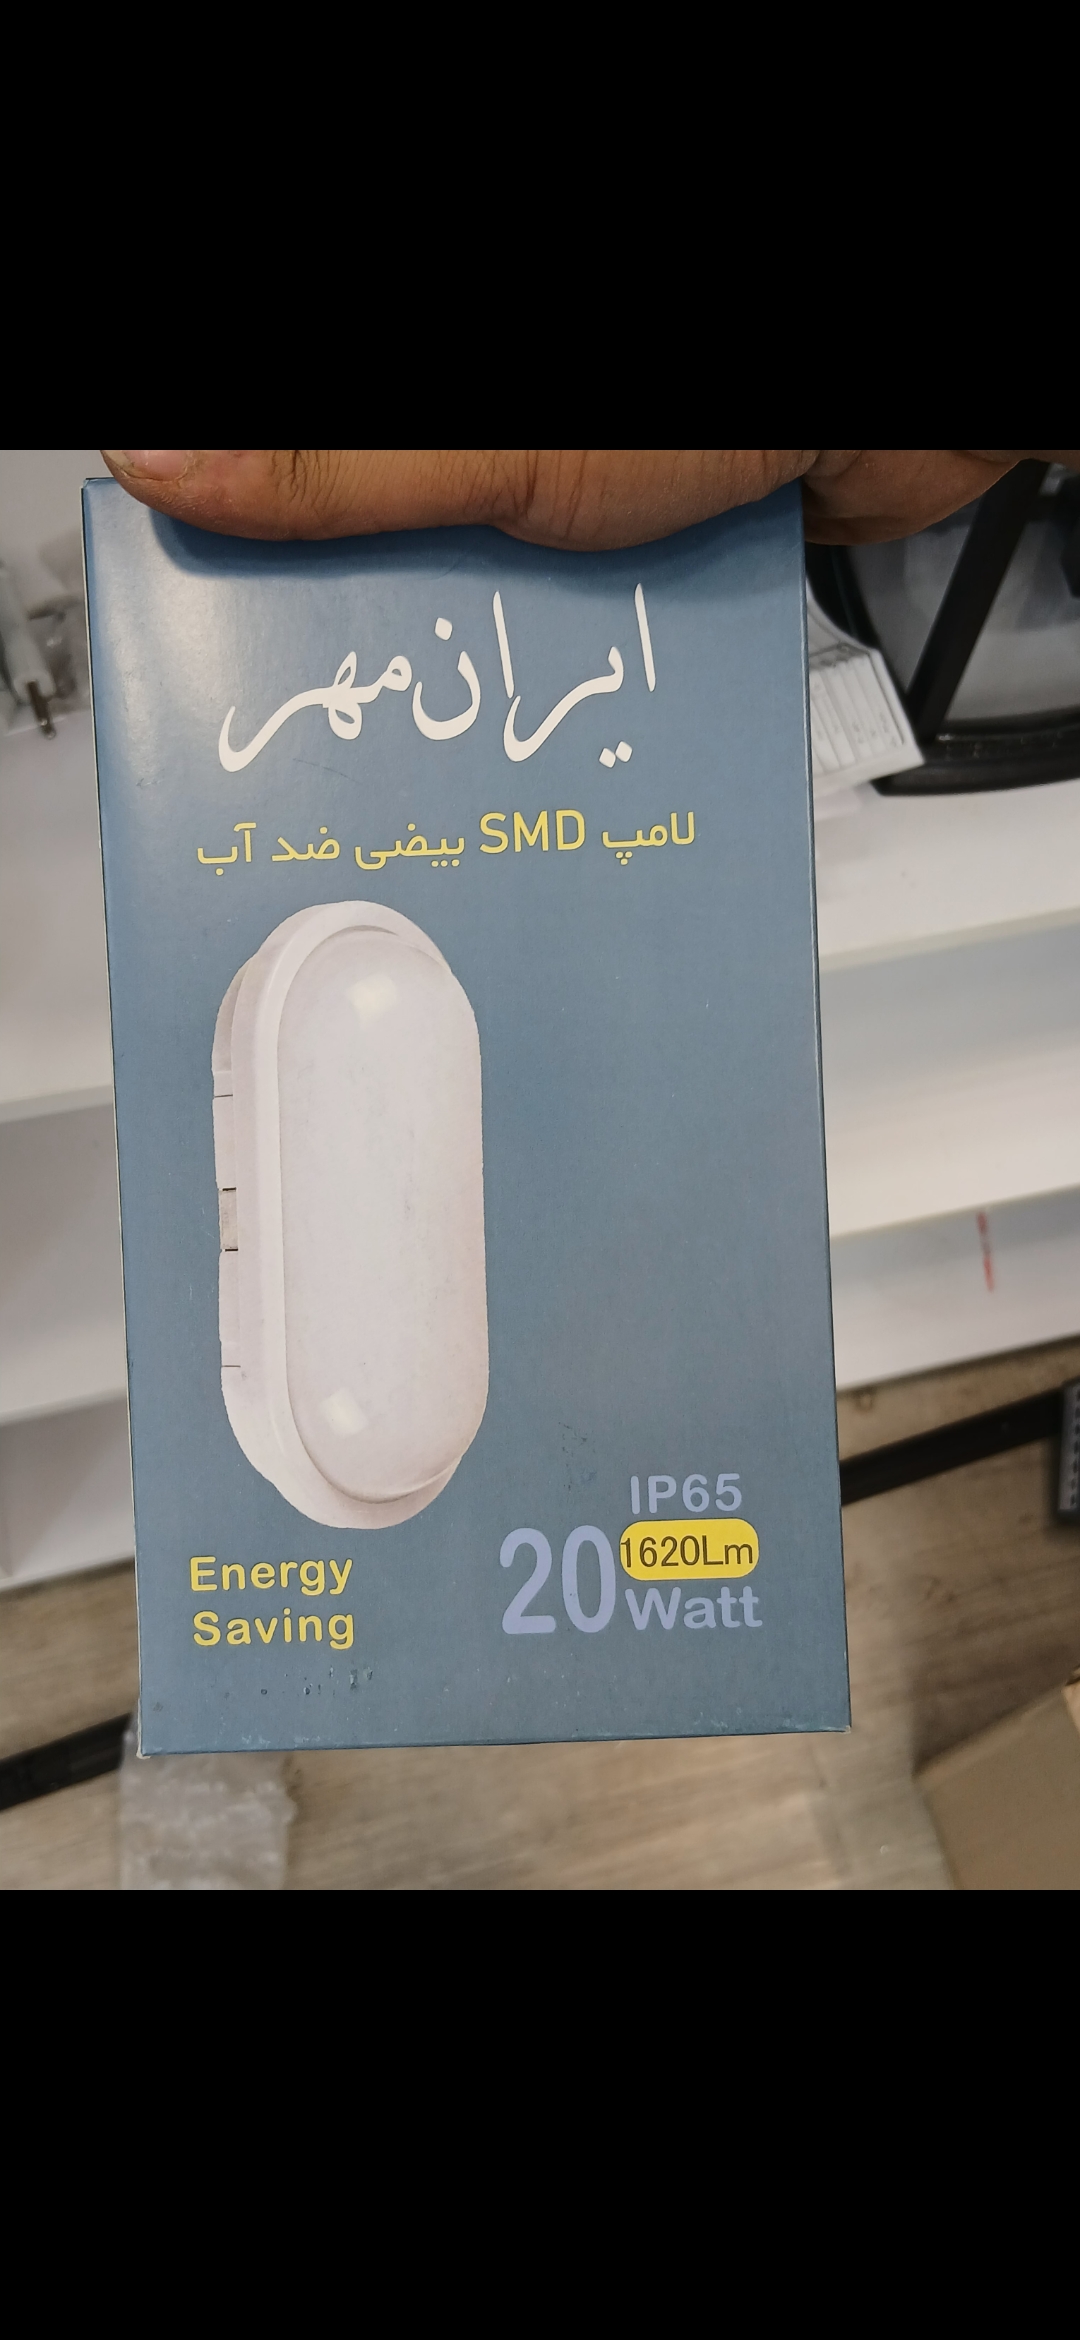 ایران مهر
لامپ SMD بیضی ضد آب
IP65
1620Lm
20 Watt
Energy
Saving